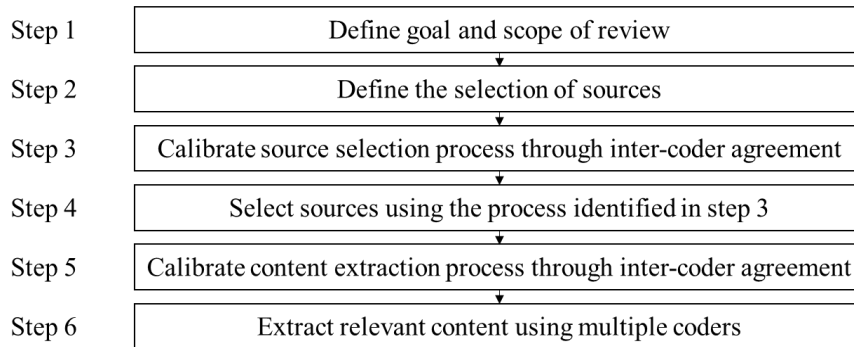 Step 1 Define goal and scope of review
Step 2 Define the selection of sources
Step 3 Calibrate source selection process through inter-coder agreement
Step 4 Select sources using the process identified in step 3
Step 5 Calibrate content extraction process through inter-coder agreement
Step 6 Extract relevant content using multiple coders